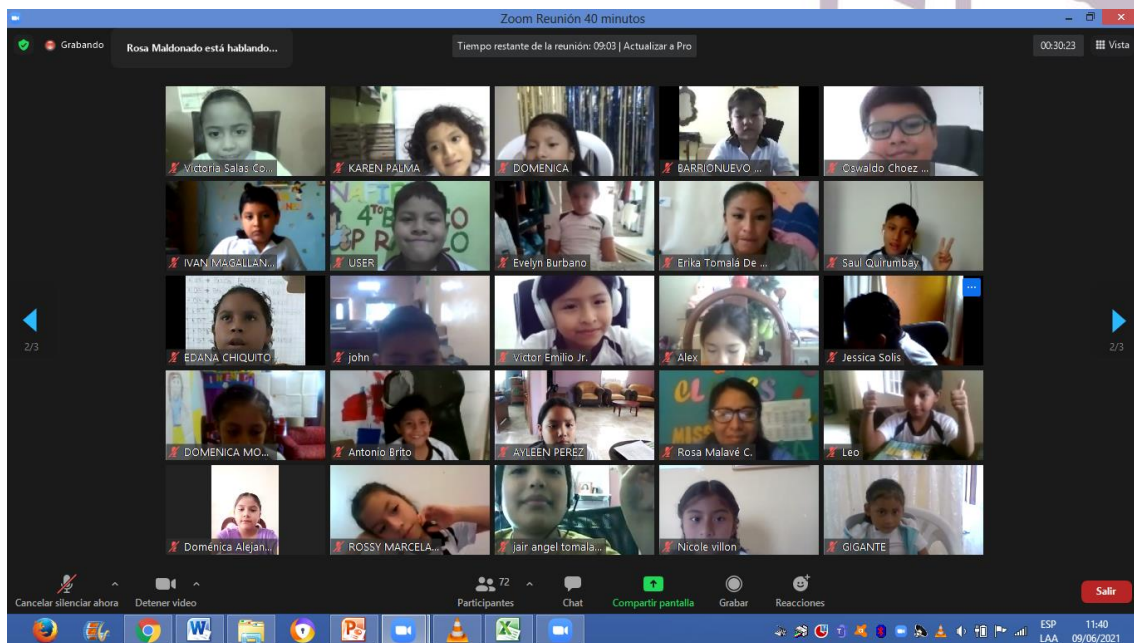 Zoom Reunión 40 minutos
Grabando
Rosa Maldonado está hablando...
Tiempo restante de la reunión: 09:03 | Actualizar a Pro
00:30:23
Vista
Victoria Salas Co...
KAREN PALMA
DOMENICA
BARRIONUEVO ...
Oswaldo Choez ...
4TO B
IVAN MAGALLAN...
USER
Evelyn Burbano
Erika Tomalá De ...
Saul Quirumbay
2/3
EDANA CHIQUITO
john
Victor Emilio Jr.
Alex
Jessica Solis
2/3
CL
MISS
DOMENICA MO...
Antonio Brito
AYLEEN PEREZ
Rosa Malavé C.
Leo
Doménica Alejan...
ROSSY MARCELA...
jair angel tomala...
Nicole villon
GIGANTE
72
Cancelar silenciar ahora
Detener video
Participantes
Chat
Compartir pantalla
Grabar
Reacciones
Salir
ESP
LAA
11:40
09/06/2021